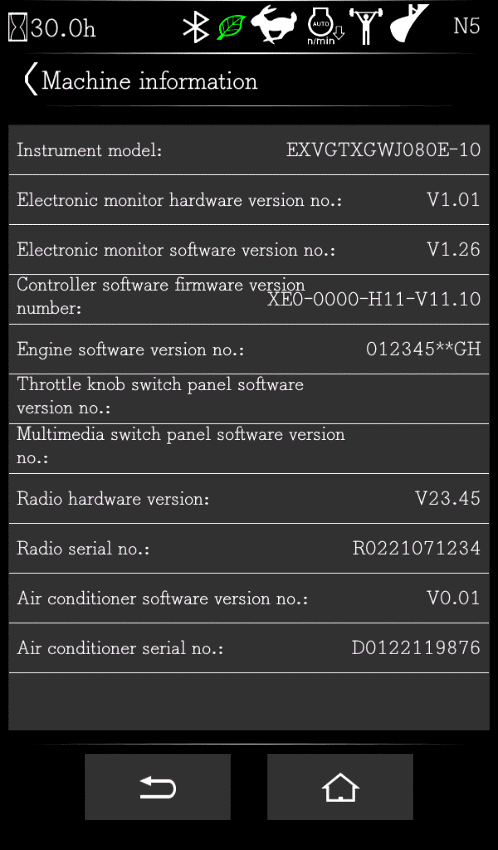 30.0h
AUTO
n/min
N5
Machine information
Instrument model: EXVGTXGWJ080E-10
Electronic monitor hardware version no.: V1.01
Electronic monitor software version no.: V1.26
Controller software firmware version
number: XE0-0000-H11-V11.10
Engine software version no.: 012345**GH
Throttle knob switch panel software
version no.:
Multimedia switch panel software version
no.:
Radio hardware version: V23.45
Radio serial no.: R0221071234
Air conditioner software version no.: V0.01
Air conditioner serial no.: D0122119876